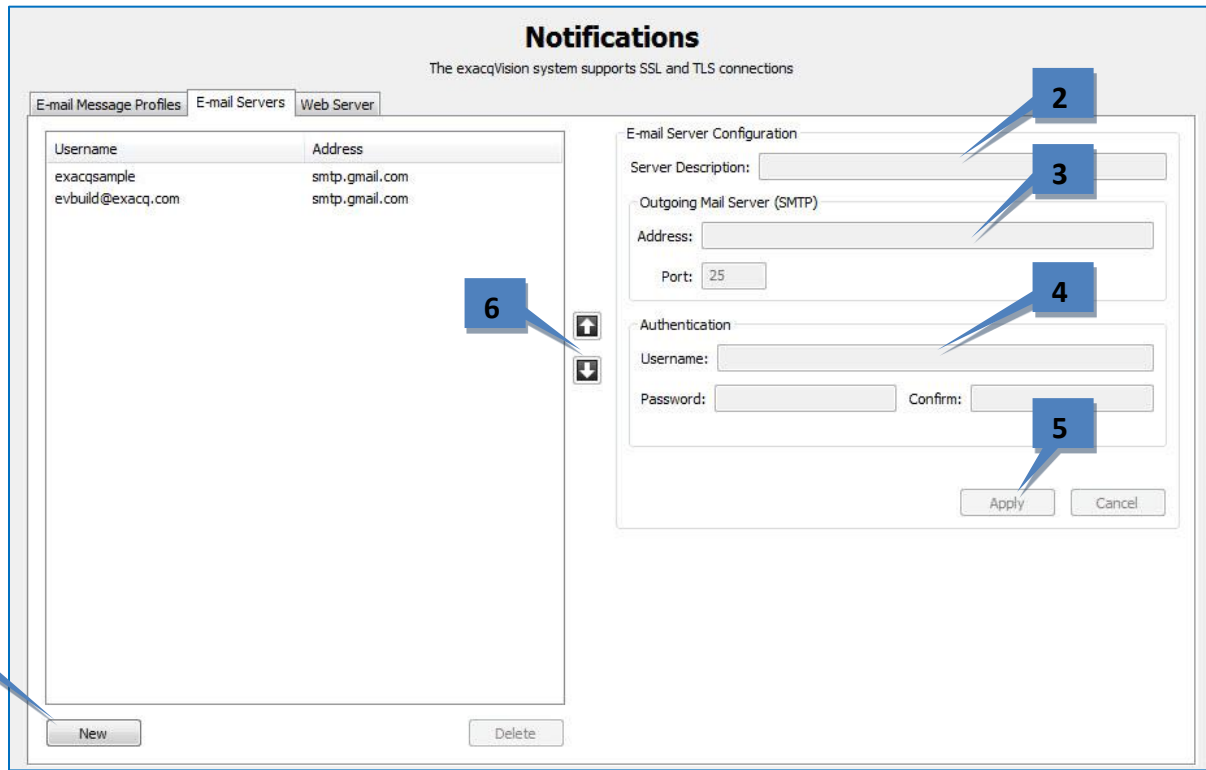 Notifications
The exacqVision system supports SSL and TLS connections
E-mail Message Profiles E-mail Servers Web Server
2
Username Address
exacqsample smtp.gmail.com
evbuild@exacq.com smtp.gmail.com
E-mail Server Configuration
Server Description:
3
Outgoing Mail Server (SMTP)
Address:
Port: 25
4
6
Authentication
Username:
Password: Confirm:
5
Apply Cancel
New Delete